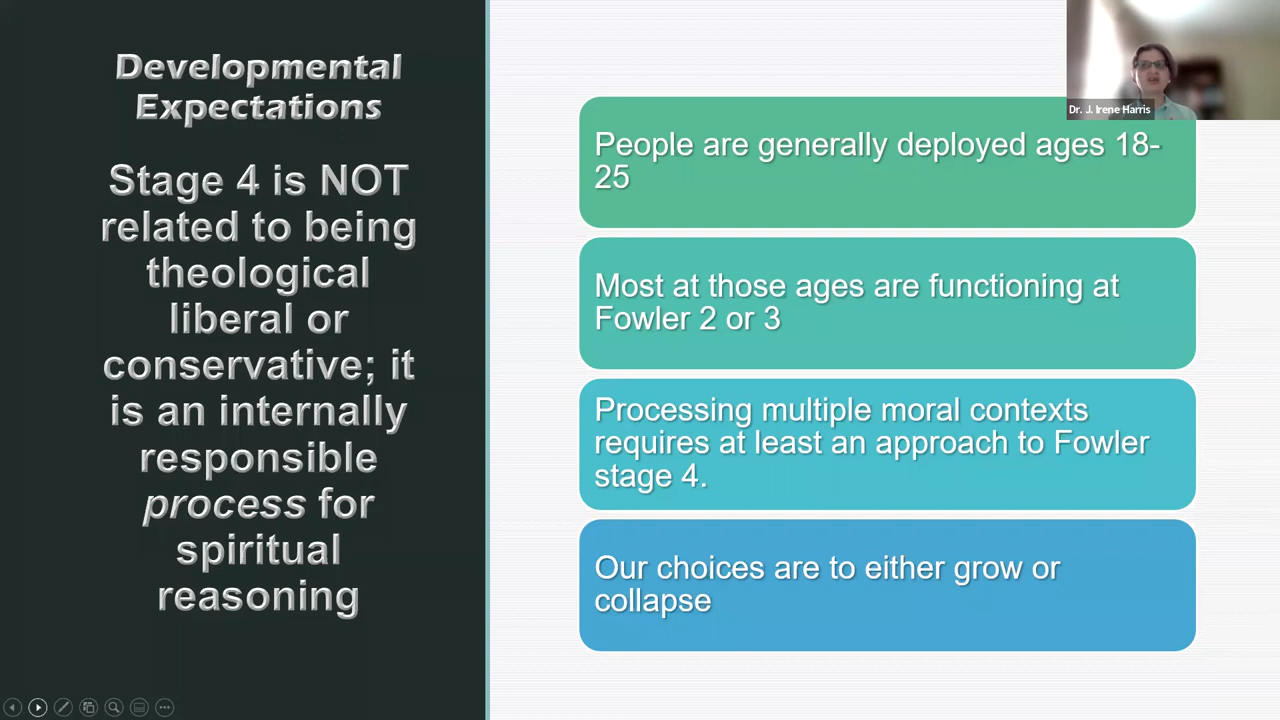 Developmental
Expectations
Stage 4 is NOT
related to being
theological
liberal or
conservative; it
is an internally
responsible
process for
spiritual
reasoning
People are generally deployed ages 18-
25
Most at those ages are functioning at
Fowler 2 or 3
Processing multiple moral contexts
requires at least an approach to Fowler
stage 4.
Our choices are to either grow or
collapse
Dr. J. Irene Harris